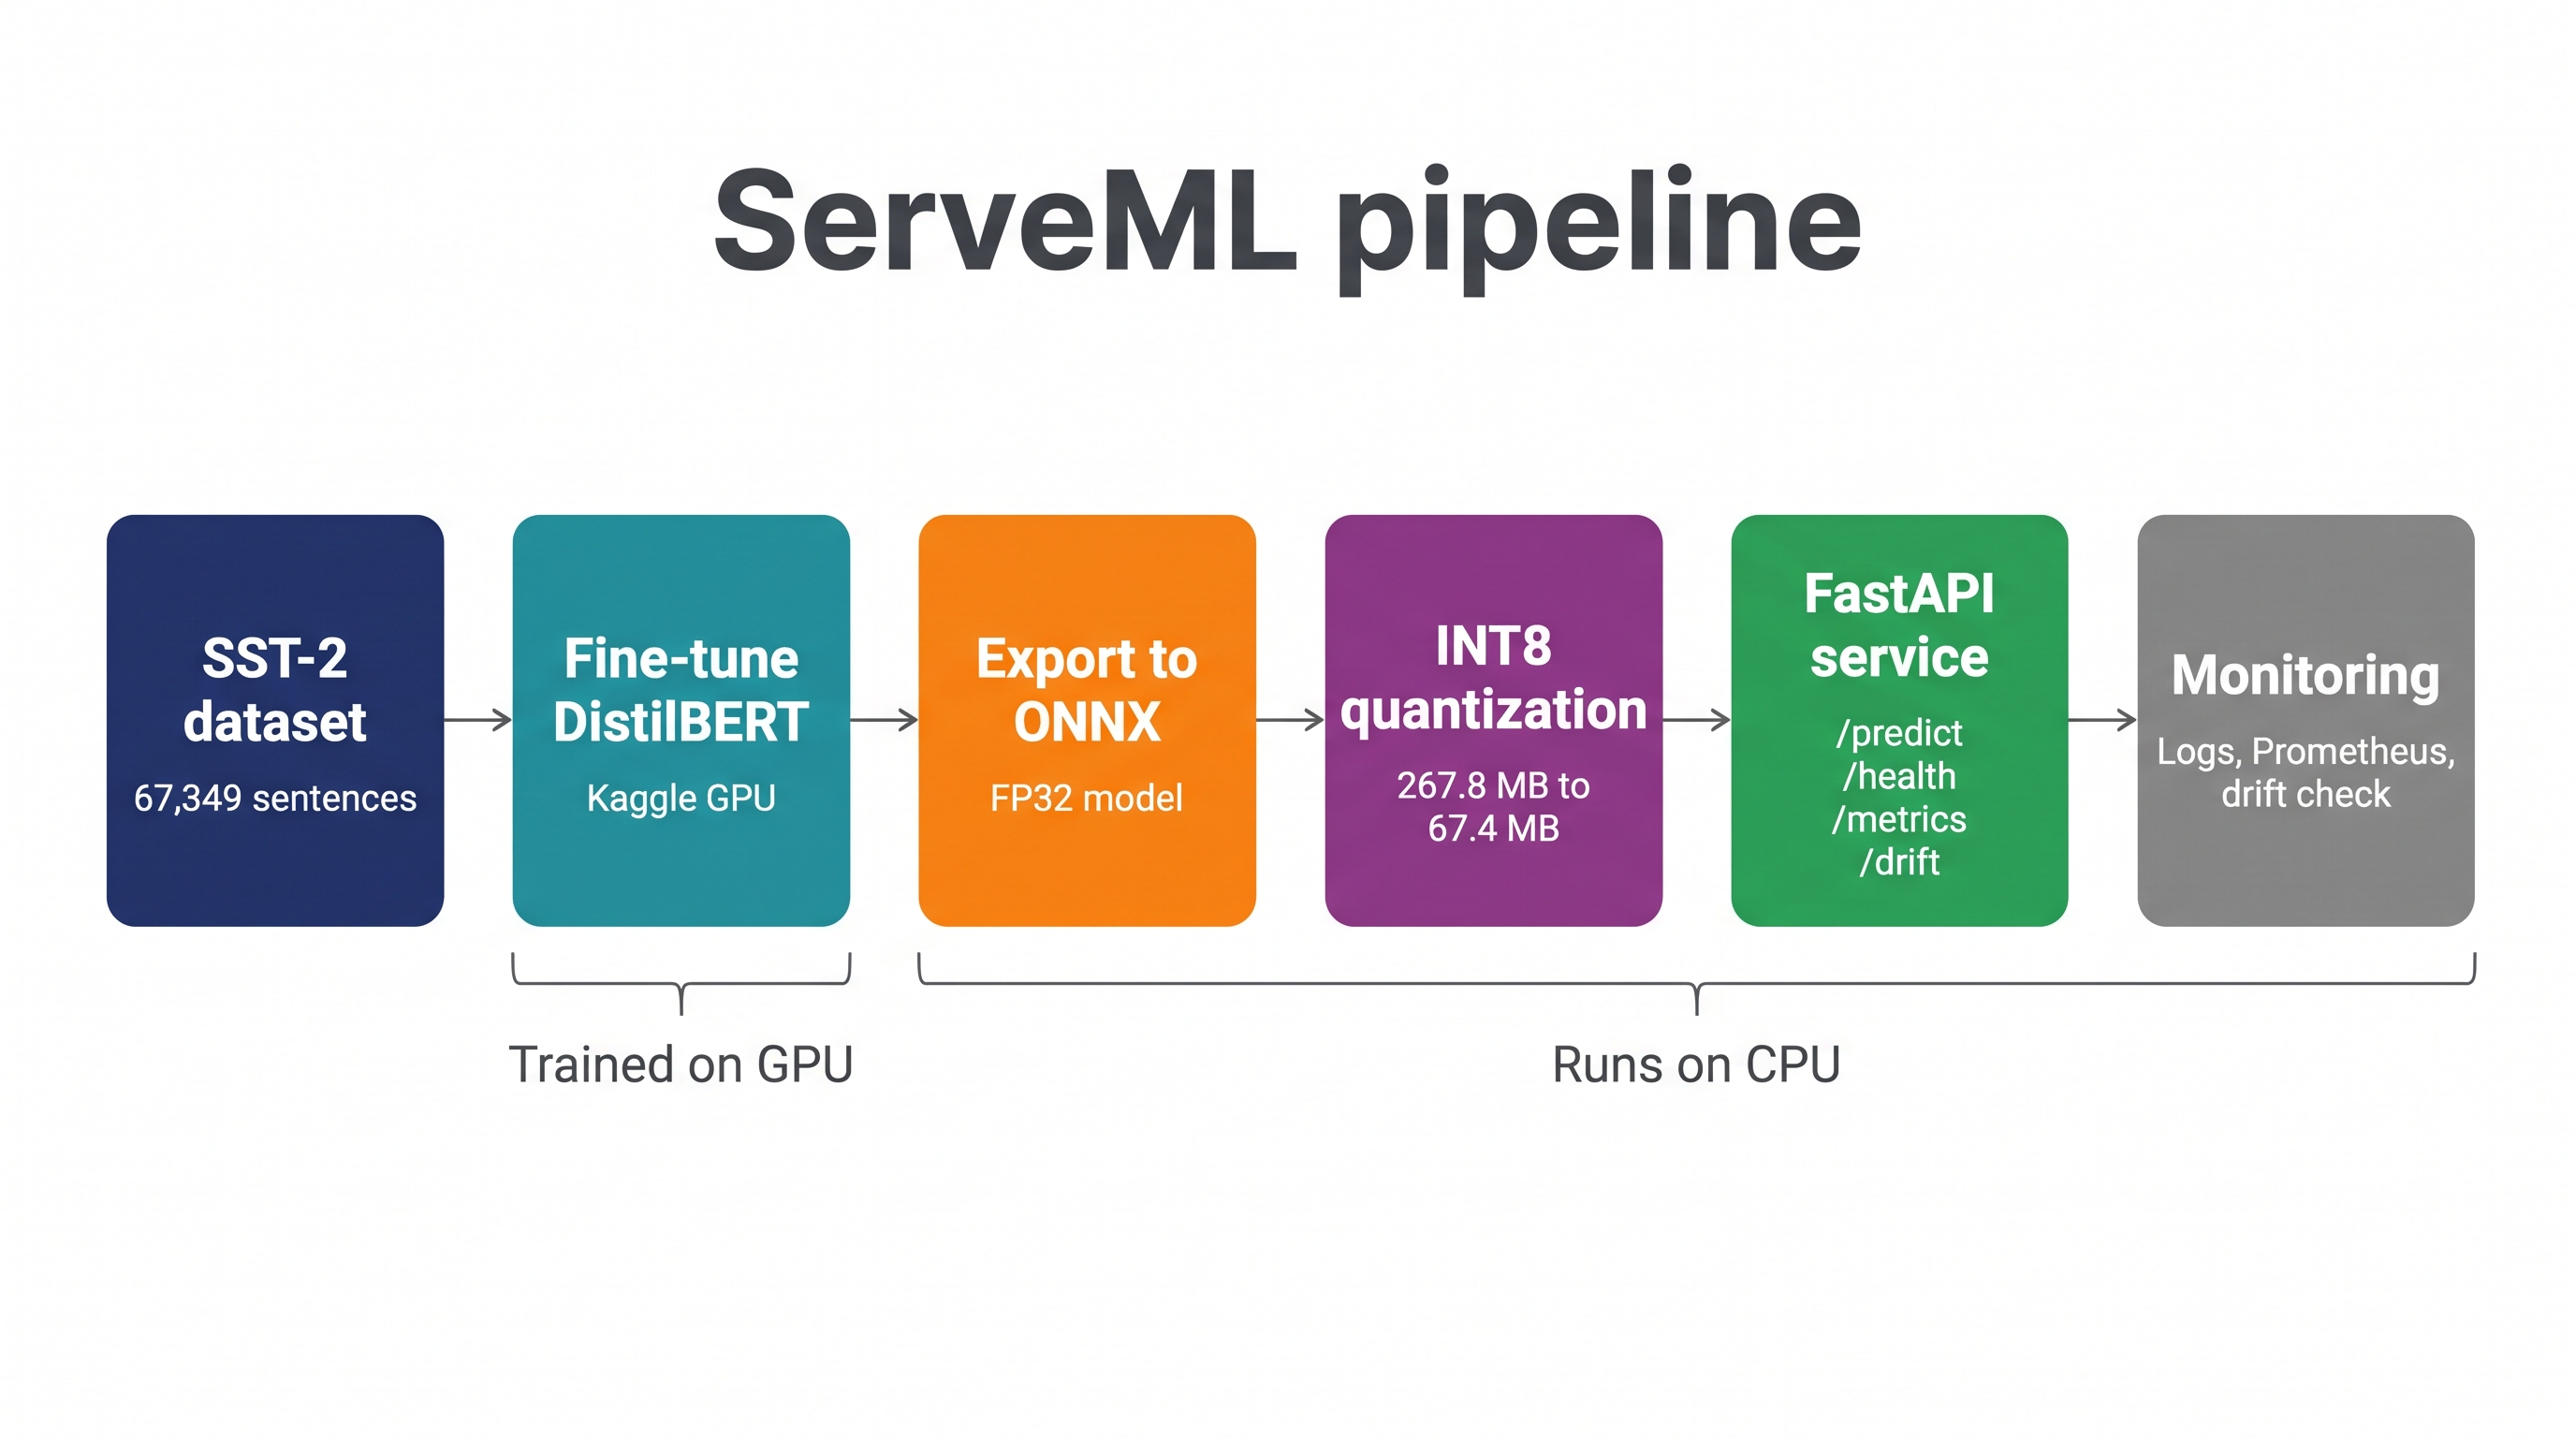 ServeML pipeline
SST-2
dataset
67,349 sentences
Fine-tune
DistilBERT
Kaggle GPU
Export to
ONNX
FP32 model
INT8
quantization
267.8 MB to
67.4 MB
FastAPI
service
/predict
/health
/metrics
/drift
Monitoring
Logs, Prometheus,
drift check
Trained on GPU
Runs on CPU